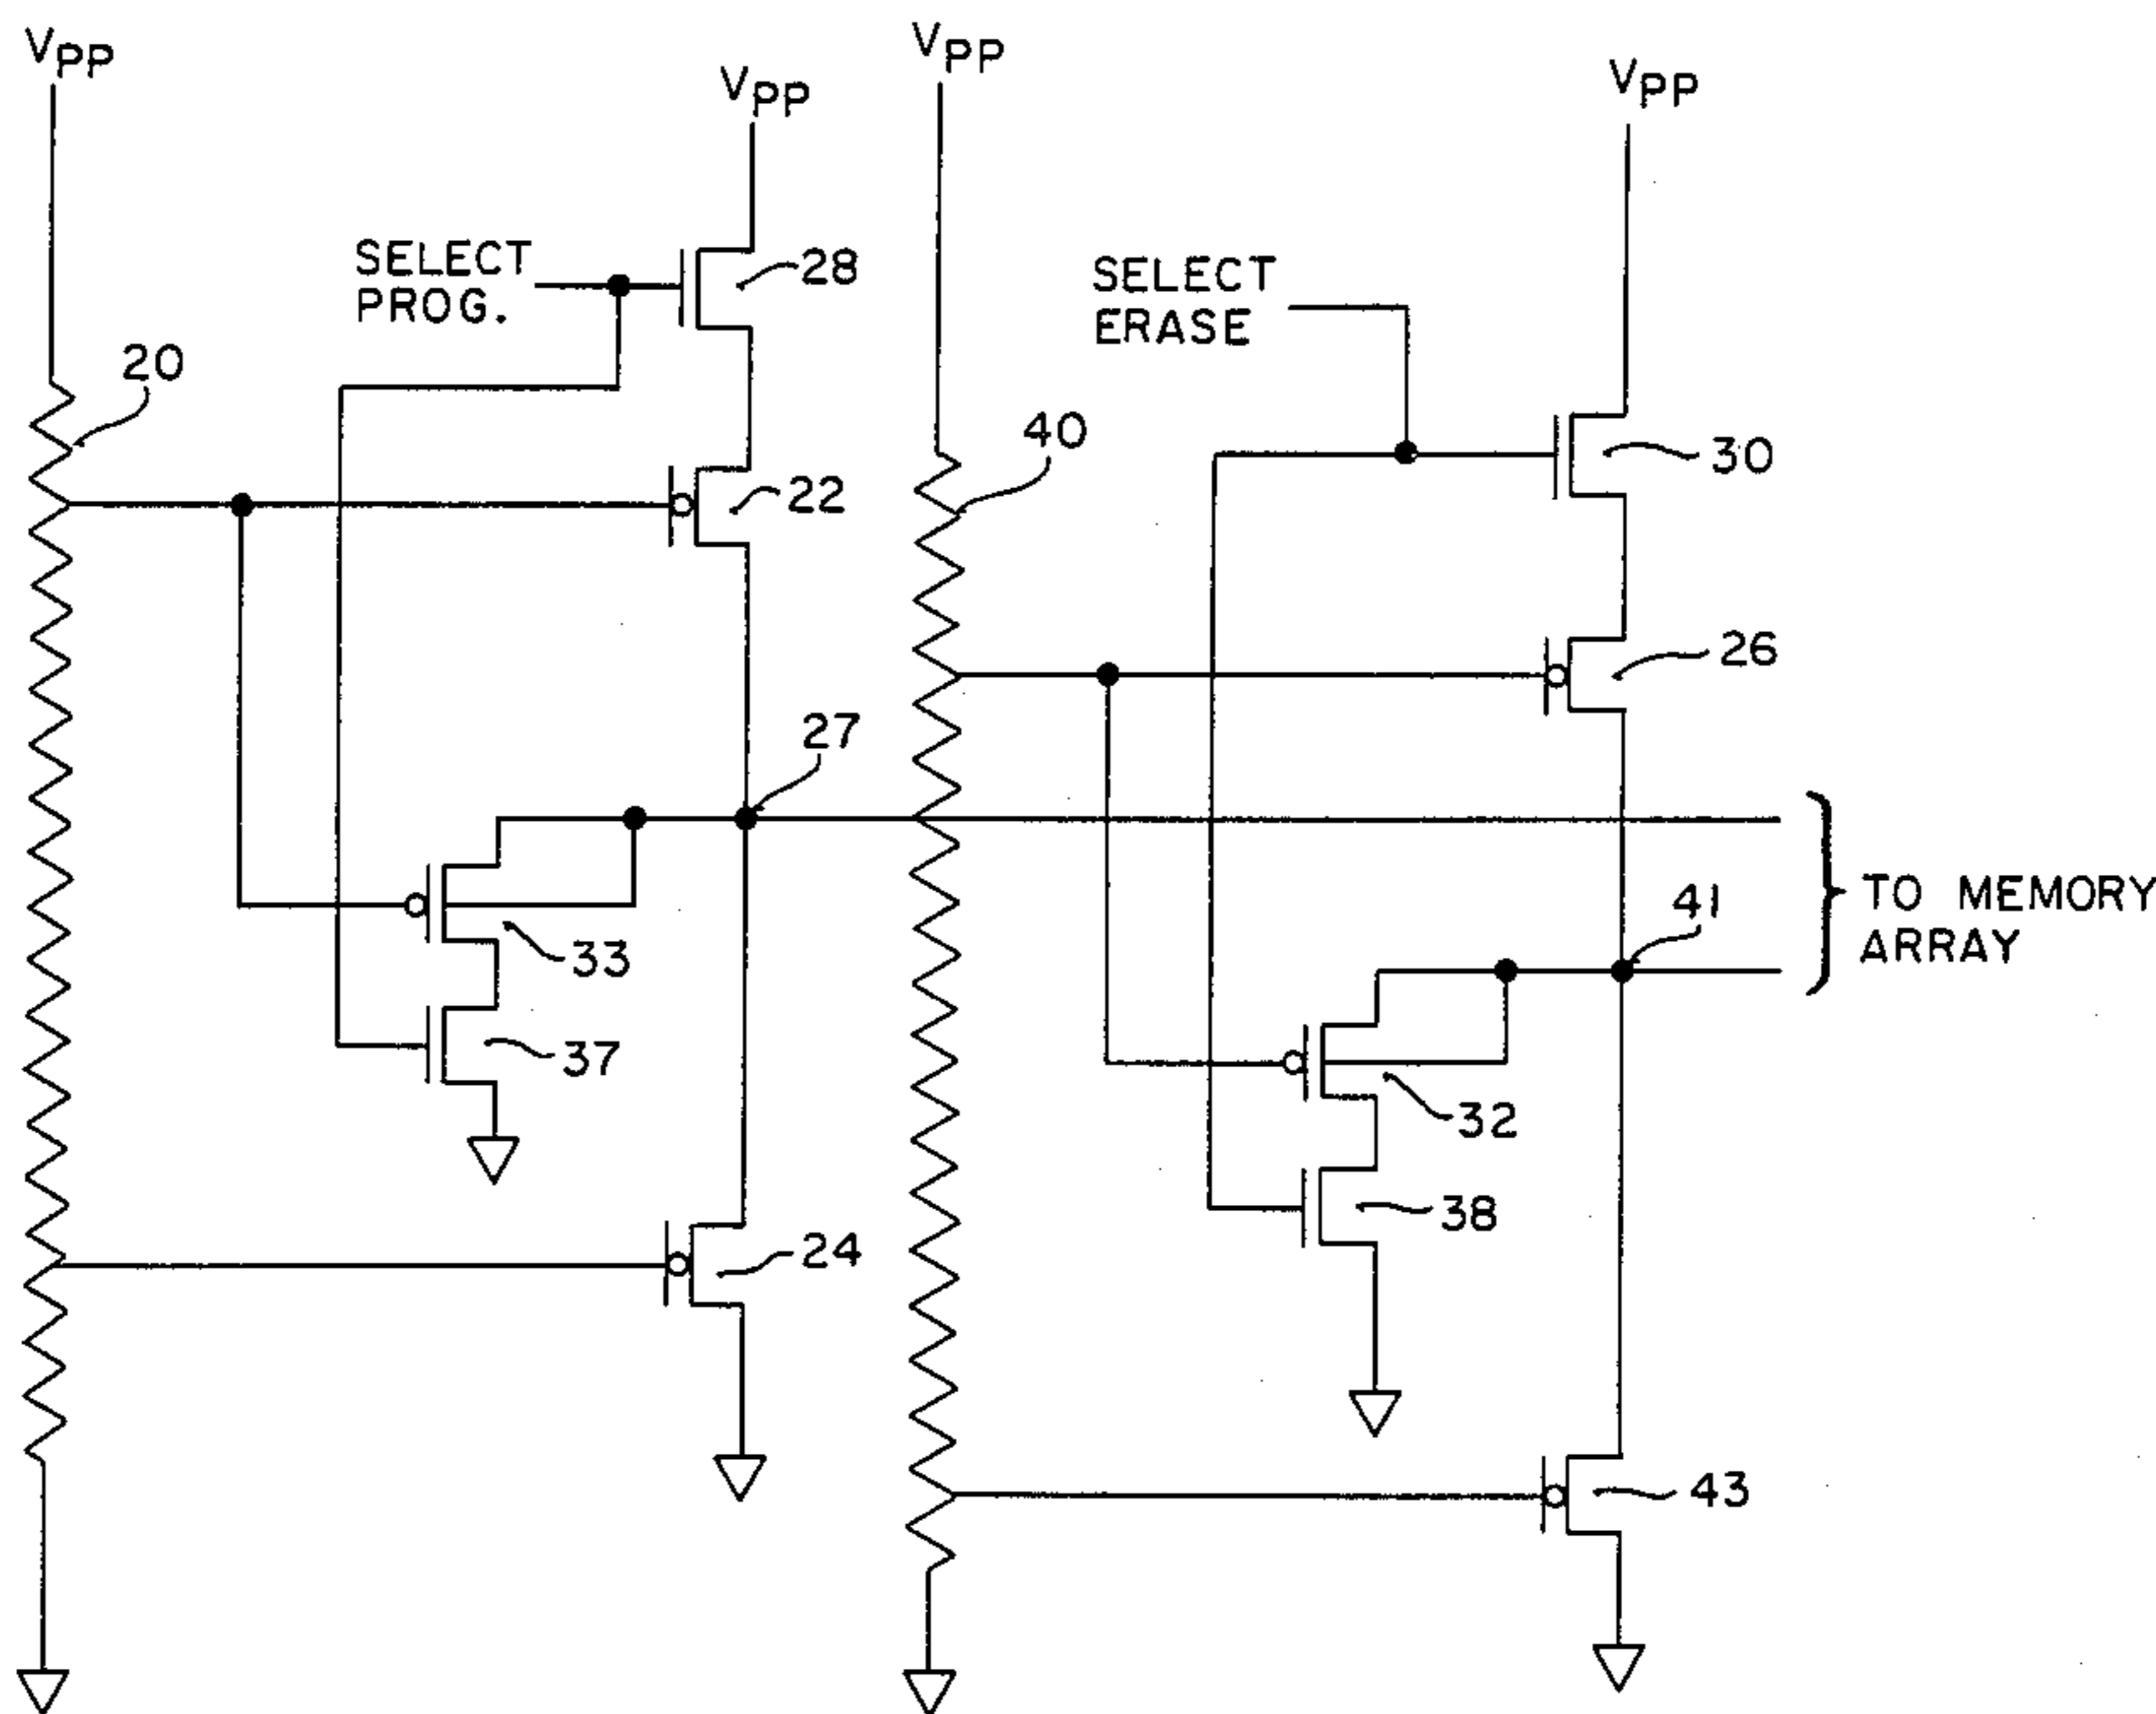 VPP
VPP
VPP
VPP
SELECT
PROG.
28
SELECT
ERASE
20
40
30
22
26
27
41
TO MEMORY
ARRAY
33
37
32
38
24
43